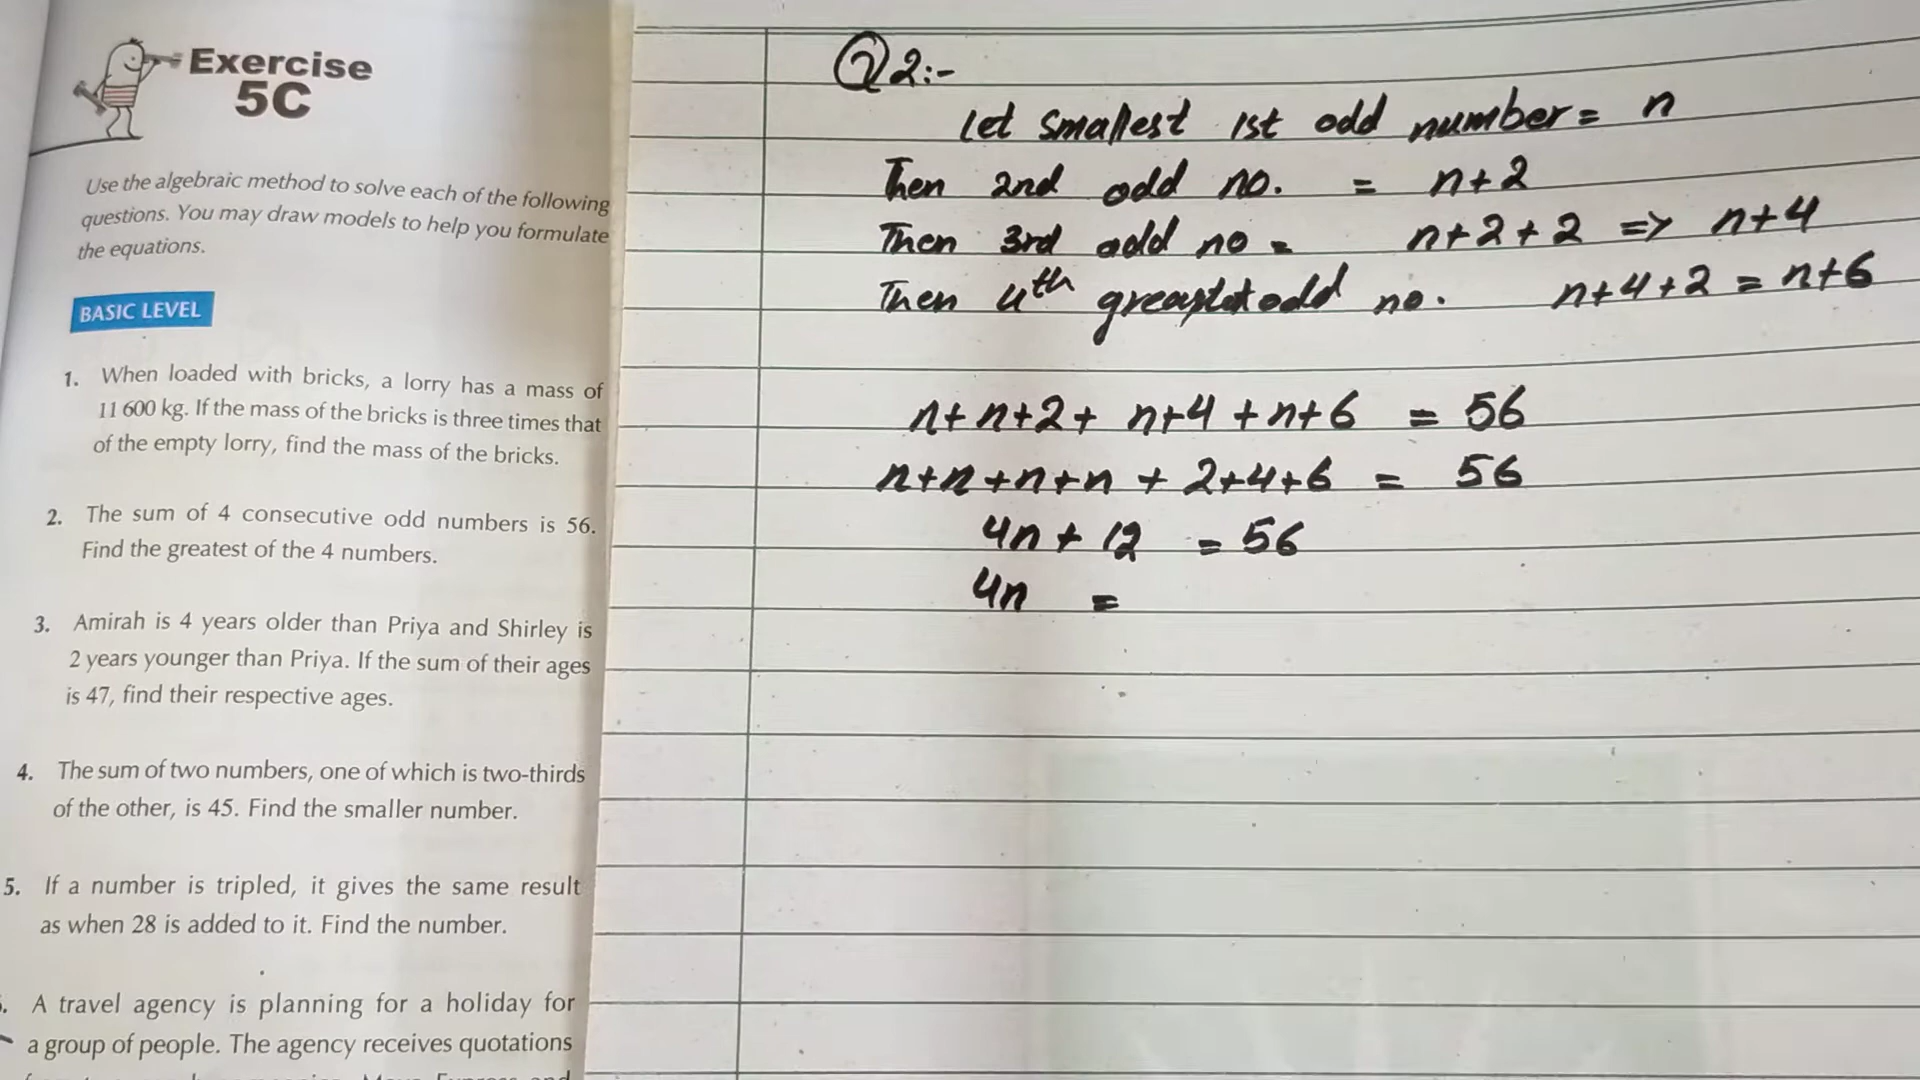 Exercise
5C
Use the algebraic method to solve each of the following
questions. You may draw models to help you formulate
the equations.
BASIC LEVEL
1. When loaded with bricks, a lorry has a mass of
11 600 kg. If the mass of the bricks is three times that
of the empty lorry, find the mass of the bricks.
2. The sum of 4 consecutive odd numbers is 56.
Find the greatest of the 4 numbers.
3. Amirah is 4 years older than Priya and Shirley is
2 years younger than Priya. If the sum of their ages
is 47, find their respective ages.
4. The sum of two numbers, one of which is two-thirds
of the other, is 45. Find the smaller number.
5. If a number is tripled, it gives the same result
as when 28 is added to it. Find the number.
A travel agency is planning for a holiday for
a group of people. The agency receives quotations
Q2:-
Let smallest 1st odd number = n
Then 2nd odd no. = n+2
Then 3rd odd no = n+2+2 => n+4
Then 4th odd no. n+4+2 = n+6
n+n+2+ n+4 +n+6 = 56
n+n+n+n + 2+4+6 = 56
4n + 12 = 56
4n =